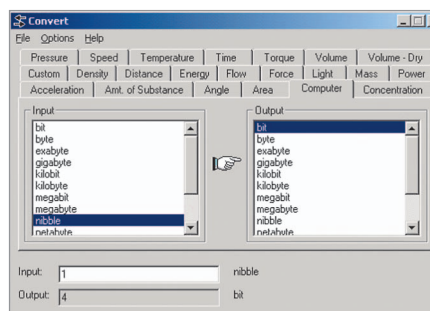 Convert
File Options Help
Pressure Speed Temperature Time Torque Volume Volume - Dry
Custom Density Distance Energy Flow Force Light Mass Power
Acceleration Amt. of Substance Angle Area Computer Concentration
Input
bit
byte
exabyte
gigabyte
kilobit
kilobyte
megabit
megabyte
nibble
petabyte
Output
bit
byte
exabyte
gigabyte
kilobit
kilobyte
megabit
megabyte
nibble
petabyte
Input: 1 nibble
Output: 4 bit